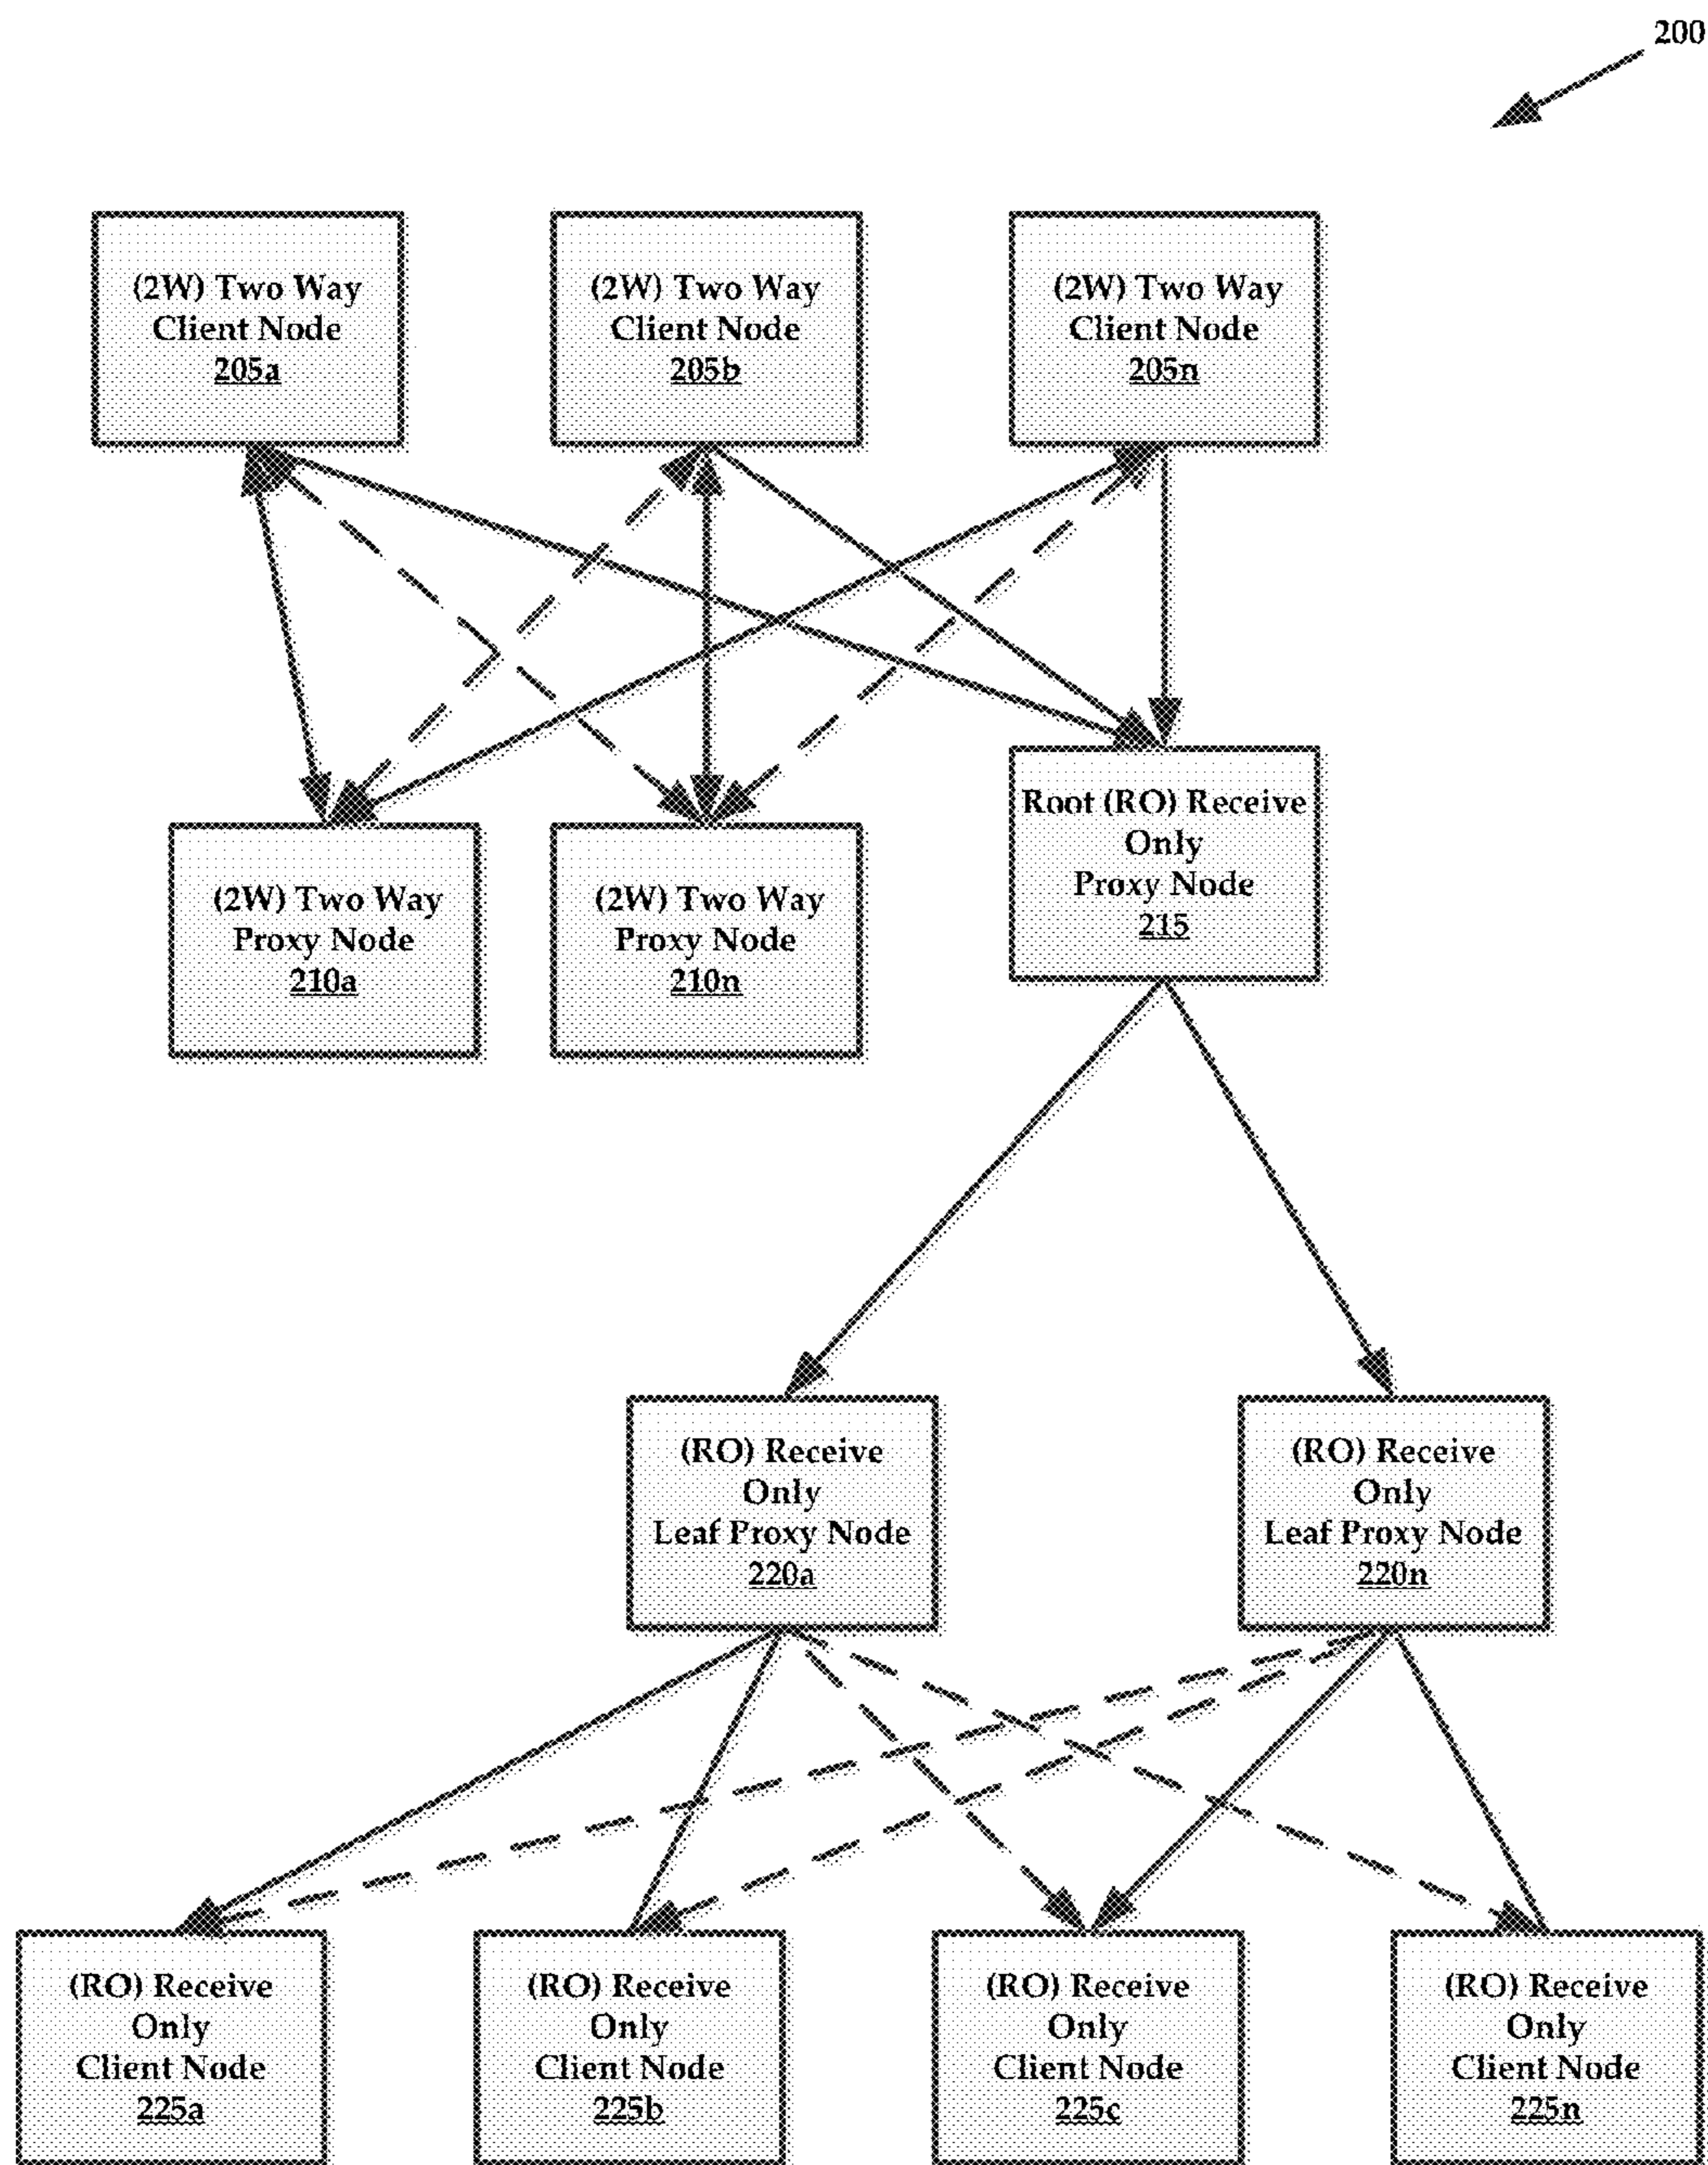 200
(2W) Two Way
Client Node
205a
(2W) Two Way
Client Node
205b
(2W) Two Way
Client Node
205n
(2W) Two Way
Proxy Node
210a
(2W) Two Way
Proxy Node
210n
Root (RO) Receive
Only
Proxy Node
215
(RO) Receive
Only
Leaf Proxy Node
220a
(RO) Receive
Only
Leaf Proxy Node
220n
(RO) Receive
Only
Client Node
225a
(RO) Receive
Only
Client Node
225b
(RO) Receive
Only
Client Node
225c
(RO) Receive
Only
Client Node
225n